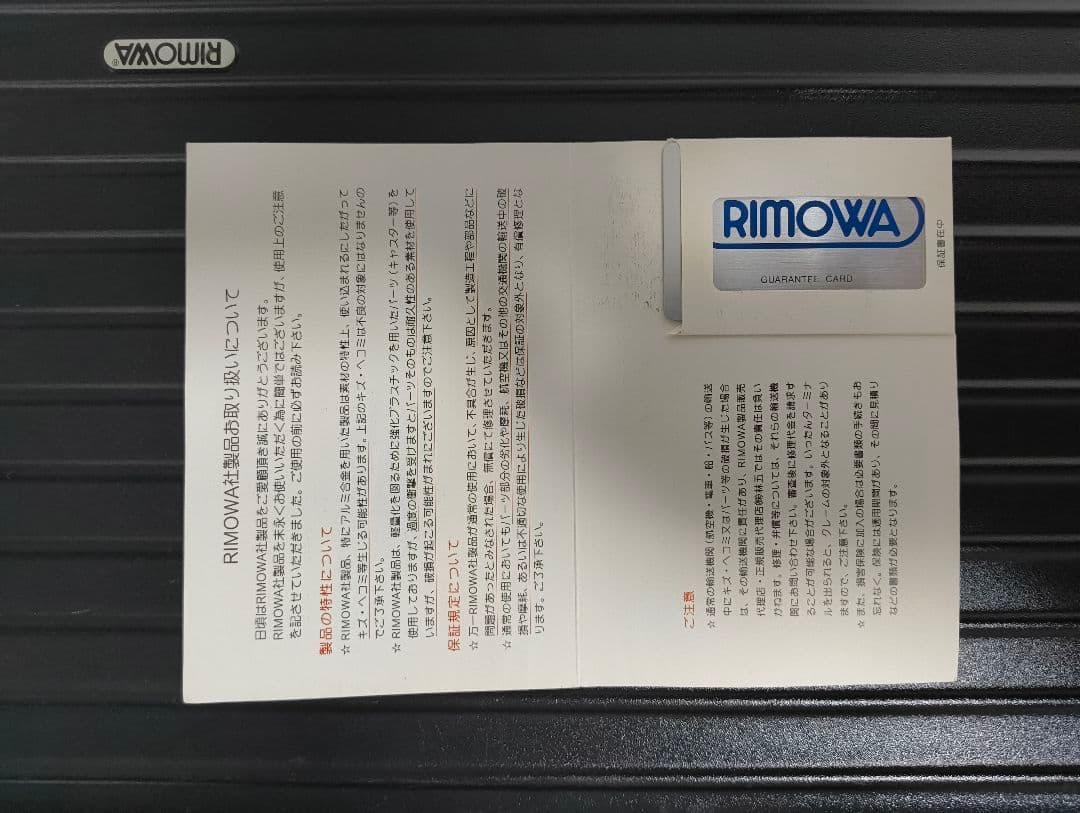 RIMOWA®
RIMOWA社製品お取り扱いについて
日頃はRIMOWA社製品をご愛顧頂き誠にありがとうございます。
RIMOWA社製品を末永くお使いいただく為に簡単ではございますが、使用上のご注意
を記させていただきました。ご使用の前に必ずお読み下さい。
製品の特性について
☆ RIMOWA社製品、特にアルミ合金を用いた製品は素材の特性上、使い込まれるにしたがって
キズ・ヘコミ等生じる可能性があります。上記のキズ・ヘコミは不良の対象にはなりませんの
でご了承下さい。
☆ RIMOWA社製品は、軽量化を図るために強化プラスチックを用いたパーツ(キャスター等)を
使用しておりますが、過度の衝撃を受けますとパーツそのものは耐久性のある素材を使用して
いますが、破損が起こる可能性がまれにございますのでご注意下さい。
保証規定について
☆ 万一RIMOWA社製品が通常の使用において、不具合が生じ、原因として製造工程や部品などに
問題があったとみなされた場合、無償にて修理させていただきます。
☆ 通常の使用においてもパーツ部分の劣化や摩耗、航空機又はその他の交通機関の輸送中の破
損や摩耗、あるいは不適切な使用により生じた破損などは保証の対象外となり、有償修理とな
ります。ご了承下さい。
ご注意
☆ 通常の輸送機関(航空機・電車・船・バス等)の輸送
中にキズ・ヘコミ又はパーツ等の破損が生じた場合
は、その輸送機関に責任があり、RIMOWA製品販売
代理店・正規販売代理店㈱林五ではその責任は負い
かねます。修理・弁償等については、それらの輸送機
関にお問い合わせ下さい。審査後に修理代金を請求す
ることが可能な場合がございます。いったんターミナ
ルを出られると、クレームの対象外となることがあり
ますので、ご注意下さい。
☆ また、損害保険に加入の場合は必要書類の手続きもお
忘れなく。保険には適用期間があり、その間に見積り
などの書類が必要となります。
RIMOWA
GUARANTEE CARD
保証書在中